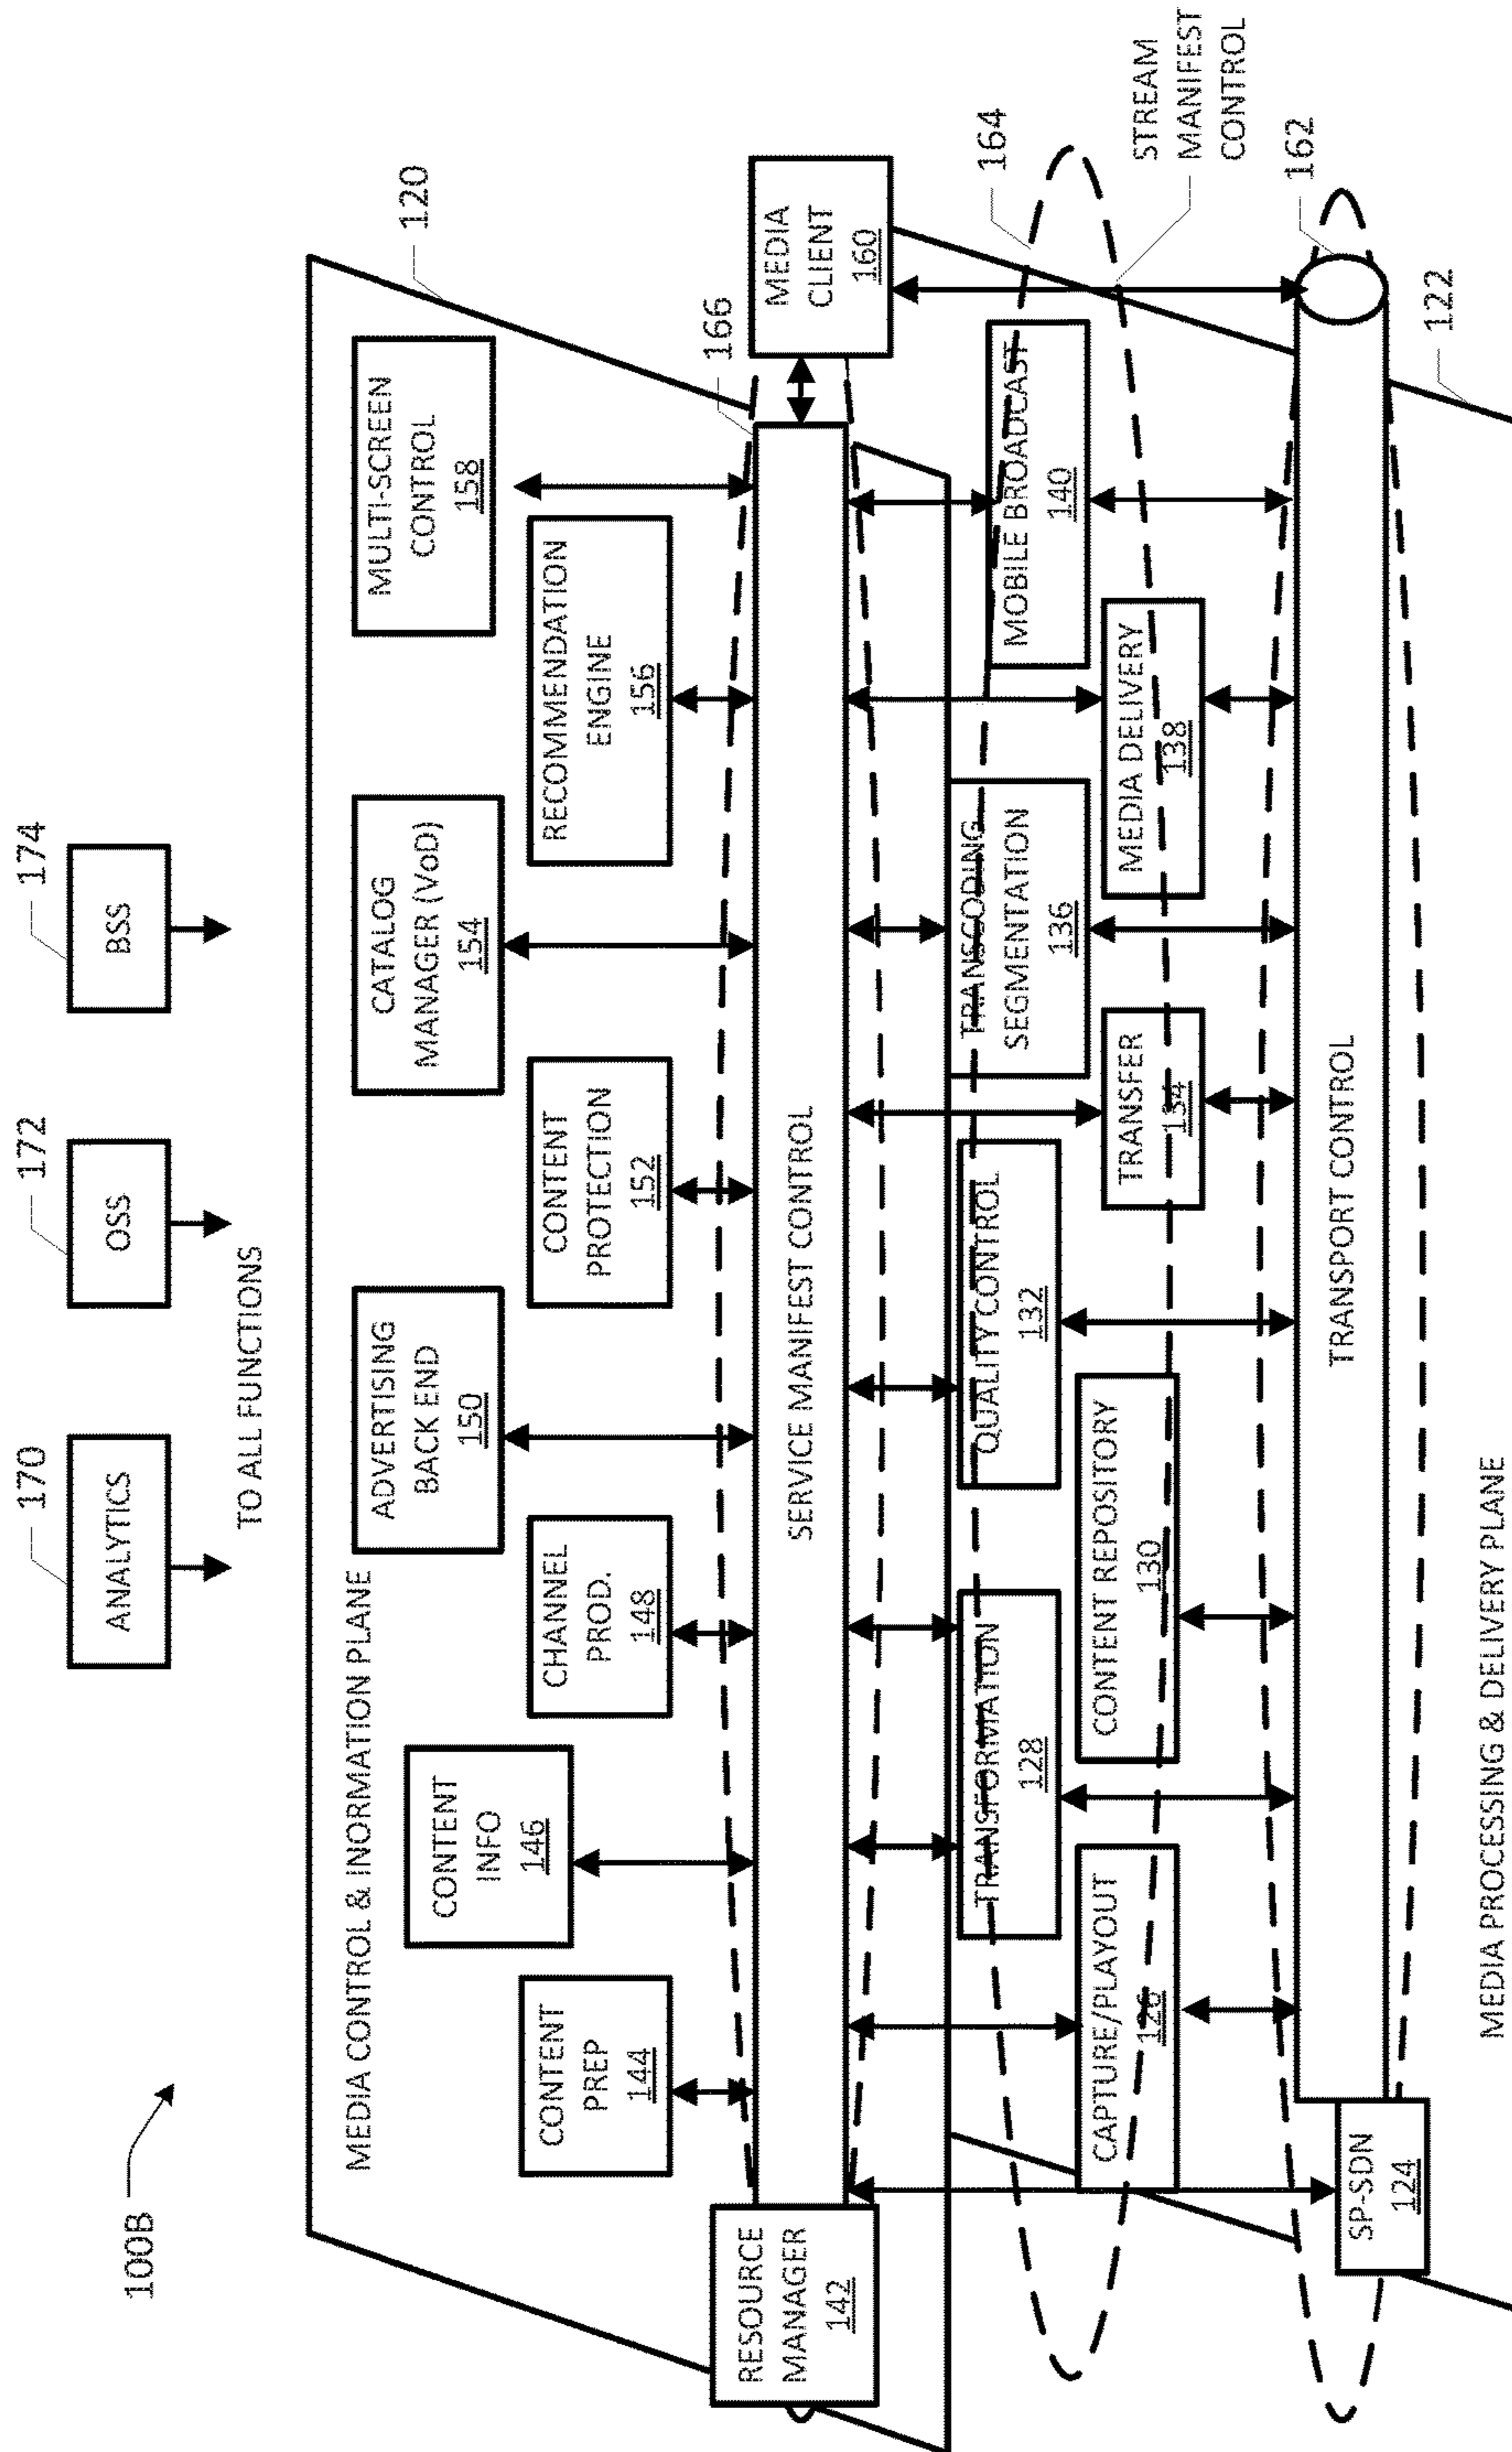 100B
170
172
174
ANALYTICS
OSS
BSS
TO ALL FUNCTIONS
120
MEDIA CONTROL & INORMATION PLANE
CONTENT
PREP
144
CONTENT
INFO
146
CHANNEL
PROD.
148
ADVERTISING
BACK END
150
CONTENT
PROTECTION
152
CATALOG
MANAGER (VoD)
154
RECOMMENDATION
ENGINE
156
MULTI-SCREEN
CONTROL
158
166
RESOURCE
MANAGER
142
SERVICE MANIFEST CONTROL
MEDIA
CLIENT
160
164
STREAM
MANIFEST
CONTROL
CAPTURE/PLAYOUT
126
TRANSFORMATION
128
CONTENT REPOSITORY
130
QUALITY CONTROL
132
TRANSFER
134
TRANSCODING
SEGMENTATION
136
MEDIA DELIVERY
138
MOBILE BROADCAST
140
162
SP-SDN
124
TRANSPORT CONTROL
122
MEDIA PROCESSING & DELIVERY PLANE